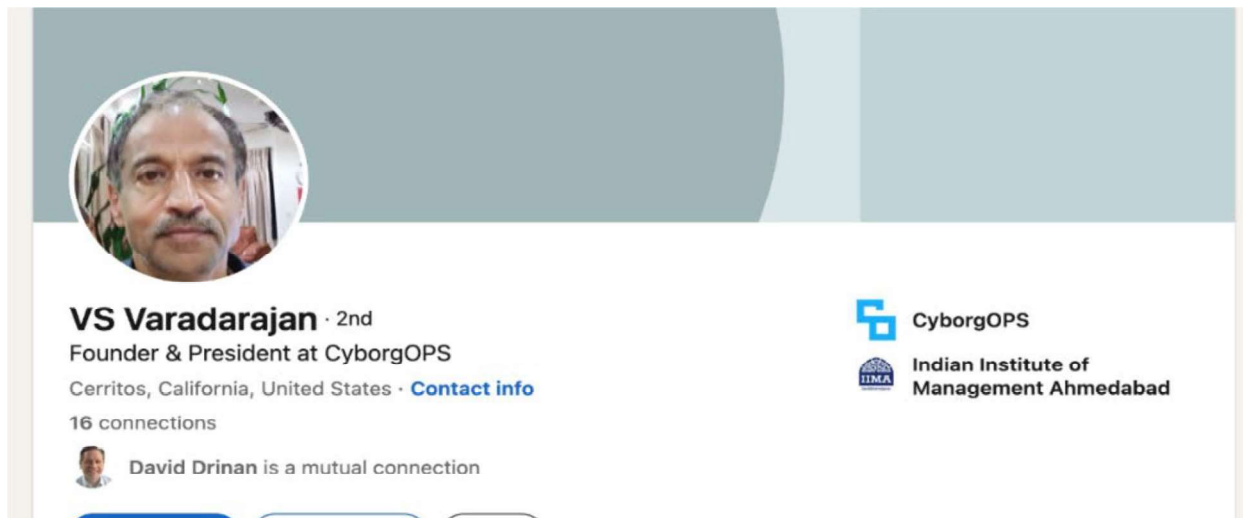 VS Varadarajan · 2nd
Founder & President at CyborgOPS
Cerritos, California, United States · Contact info
16 connections
David Drinan is a mutual connection
CyborgOPS
IIMA
Indian Institute of
Management Ahmedabad